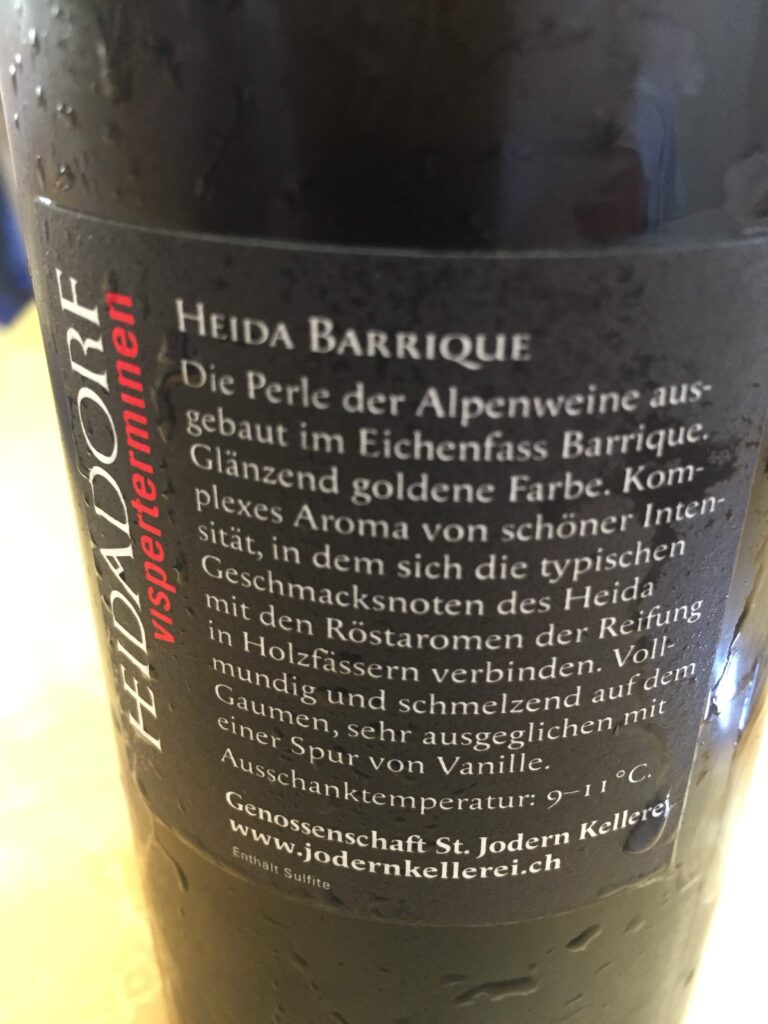 HEIDADORF
visperterminen
HEIDA BARRIQUE
Die Perle der Alpenweine aus-
gebaut im Eichenfass Barrique.
Glänzend goldene Farbe. Kom-
plexes Aroma von schöner Inten-
sität, in dem sich die typischen
Geschmacksnoten des Heida
mit den Röstaromen der Reifung
in Holzfässern verbinden. Voll-
mundig und schmelzend auf dem
Gaumen, sehr ausgeglichen mit
einer Spur von Vanille.
Ausschanktemperatur: 9–11 °C.
Genossenschaft St. Jodern Kellerei
www.jodernkellerei.ch
Enthält Sulfite